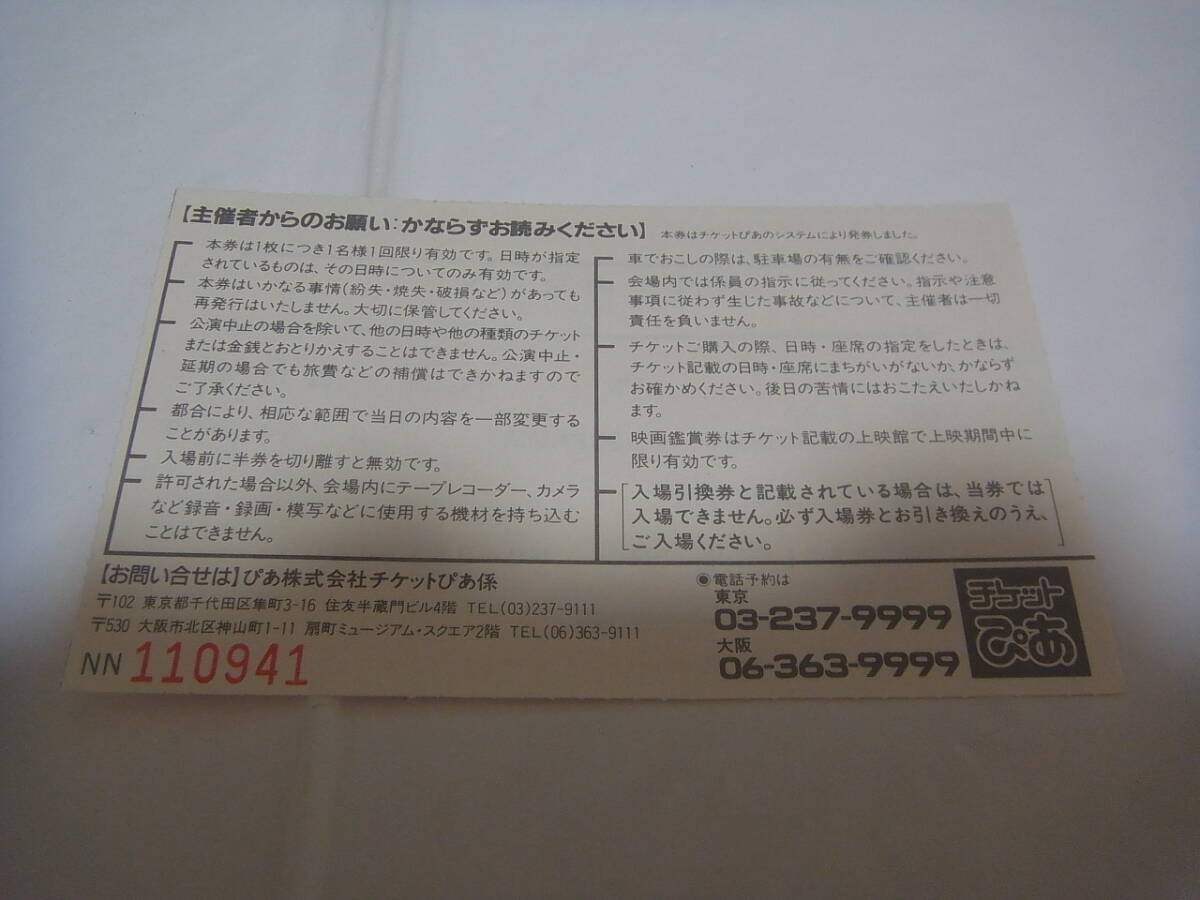 【主催者からのお願い:かならずお読みください】 本券はチケットぴあのシステムにより発券しました。
本券は1枚につき1名様1回限り有効です。日時が指定
されているものは、その日時についてのみ有効です。
本券はいかなる事情(紛失・焼失・破損など)があっても
再発行はいたしません。大切に保管してください。
公演中止の場合を除いて、他の日時や他の種類のチケット
または金銭とおとりかえすることはできません。公演中止・
延期の場合でも旅費などの補償はできかねますので
ご了承ください。
都合により、相応な範囲で当日の内容を一部変更する
ことがあります。
入場前に半券を切り離すと無効です。
許可された場合以外、会場内にテープレコーダー、カメラ
など録音・録画・模写などに使用する機材を持ち込む
ことはできません。
車でおこしの際は、駐車場の有無をご確認ください。
会場内では係員の指示に従ってください。指示や注意
事項に従わず生じた事故などについて、主催者は一切
責任を負いません。
チケットご購入の際、日時・座席の指定をしたときは、
チケット記載の日時・座席にまちがいがないか、かならず
お確かめください。後日の苦情にはおこたえいたしかね
ます。
映画鑑賞券はチケット記載の上映館で上映期間中に
限り有効です。
[入場引換券と記載されている場合は、当券では
入場できません。必ず入場券とお引き換えのうえ、
ご入場ください。]
【お問い合せは】ぴあ株式会社チケットぴあ係
〒102 東京都千代田区隼町3-16 住友半蔵門ビル4階 TEL(03)237-9111
〒530 大阪市北区神山町1-11 扇町ミュージアム・スクエア2階 TEL(06)363-9111
NN 110941
◉電話予約は
東京
03-237-9999
大阪
06-363-9999
チケット
ぴあ